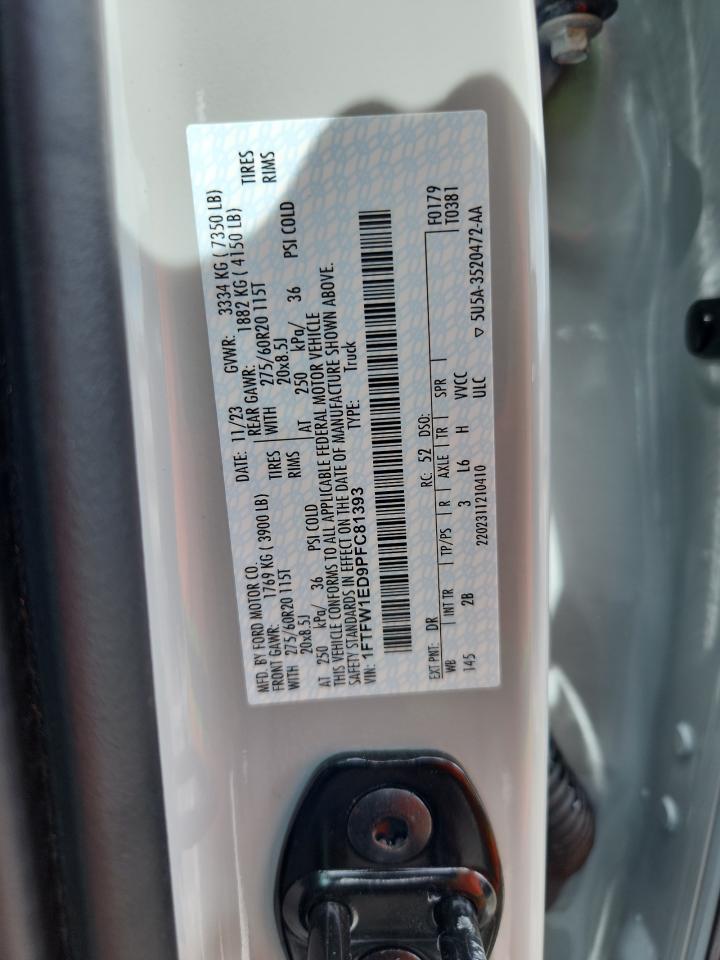 MFD. BY FORD MOTOR CO. DATE: 11/23 GVWR: 3334 KG ( 7350 LB)
FRONT GAWR: 1769 KG ( 3900 LB) REAR GAWR: 1882 KG ( 4150 LB)
WITH 275/60R20 115T TIRES WITH 275/60R20 115T TIRES
20x8.5J RIMS 20x8.5J RIMS
AT 250 kPa/ 36 PSI COLD AT 250 kPa/ 36 PSI COLD
THIS VEHICLE CONFORMS TO ALL APPLICABLE FEDERAL MOTOR VEHICLE
SAFETY STANDARDS IN EFFECT ON THE DATE OF MANUFACTURE SHOWN ABOVE.
VIN: 1FTFW1ED9PFC81393 TYPE: Truck
F0179
T0381
EXT PNT: DR RC: 52 DSO:
WB INT TR TP/PS R AXLE TR SPR
145 2B 3 L6 H VVCC
2202311210410 ULC
▽ 5U5A-3520472-AA